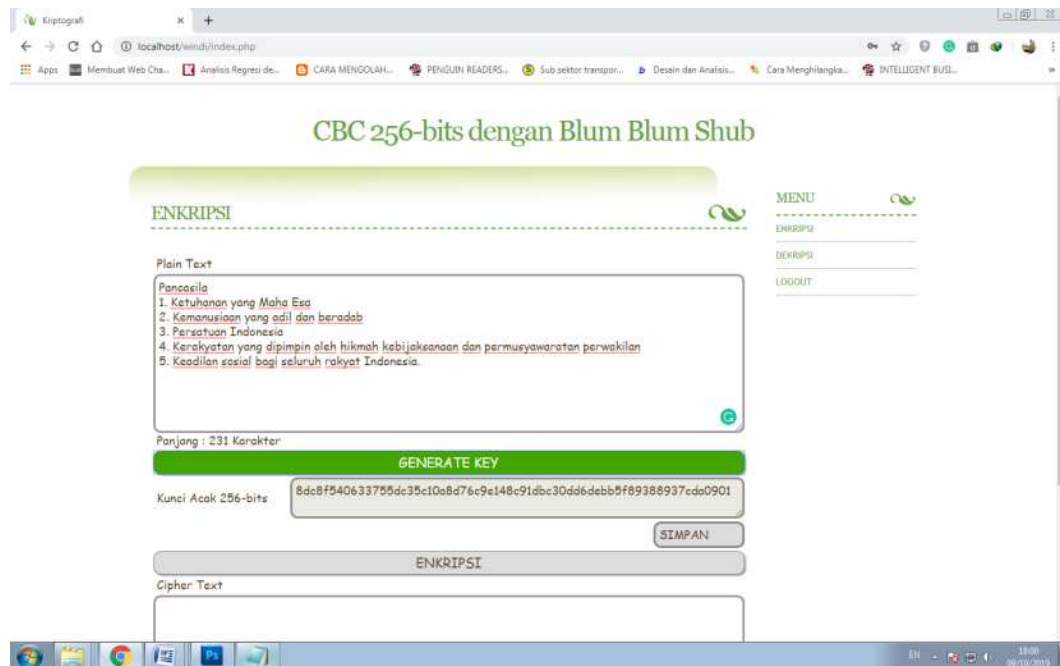 Kriptografi
localhost/windi/index.php
Apps Membuat Web Cha... Analisis Regresi de... CARA MENGOLAH... PENGUIN READERS... Sub sektor transpor... Desain dan Analisis... Cara Menghilangka... INTELLIGENT BUSI...
CBC 256-bits dengan Blum Blum Shub
ENKRIPSI
Plain Text
Pancasila
1. Ketuhanan yang Maha Esa
2. Kemanusiaan yang adil dan beradab
3. Persatuan Indonesia
4. Kerakyatan yang dipimpin oleh hikmah kebijaksanaan dan permusyawaratan perwakilan
5. Keadilan sosial bagi seluruh rakyat Indonesia.
Panjang : 231 Karakter
GENERATE KEY
Kunci Acak 256-bits
8dc8f540633755dc35c10a8d76c9e148c91dbc30dd6debb5f89388937cda0901
SIMPAN
ENKRIPSI
Cipher Text
MENU
ENKRIPSI
DEKRIPSI
LOGOUT
EN
18:00